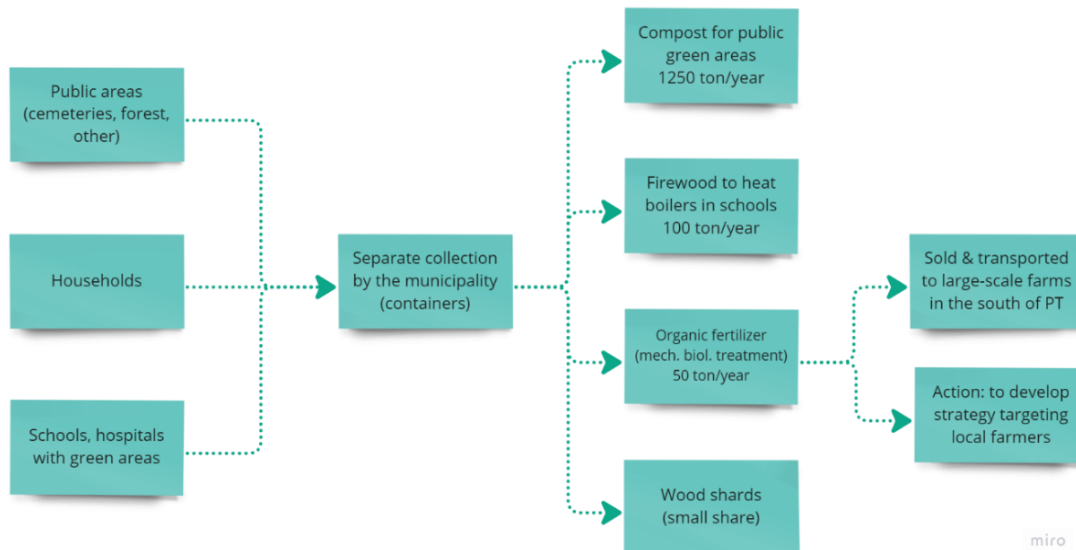 Public areas
(cemeteries, forest,
other)
Households
Schools, hospitals
with green areas
Separate collection
by the municipality
(containers)
Compost for public
green areas
1250 ton/year
Firewood to heat
boilers in schools
100 ton/year
Organic fertilizer
(mech. biol. treatment)
50 ton/year
Wood shards
(small share)
Sold & transported
to large-scale farms
in the south of PT
Action: to develop
strategy targeting
local farmers
miro